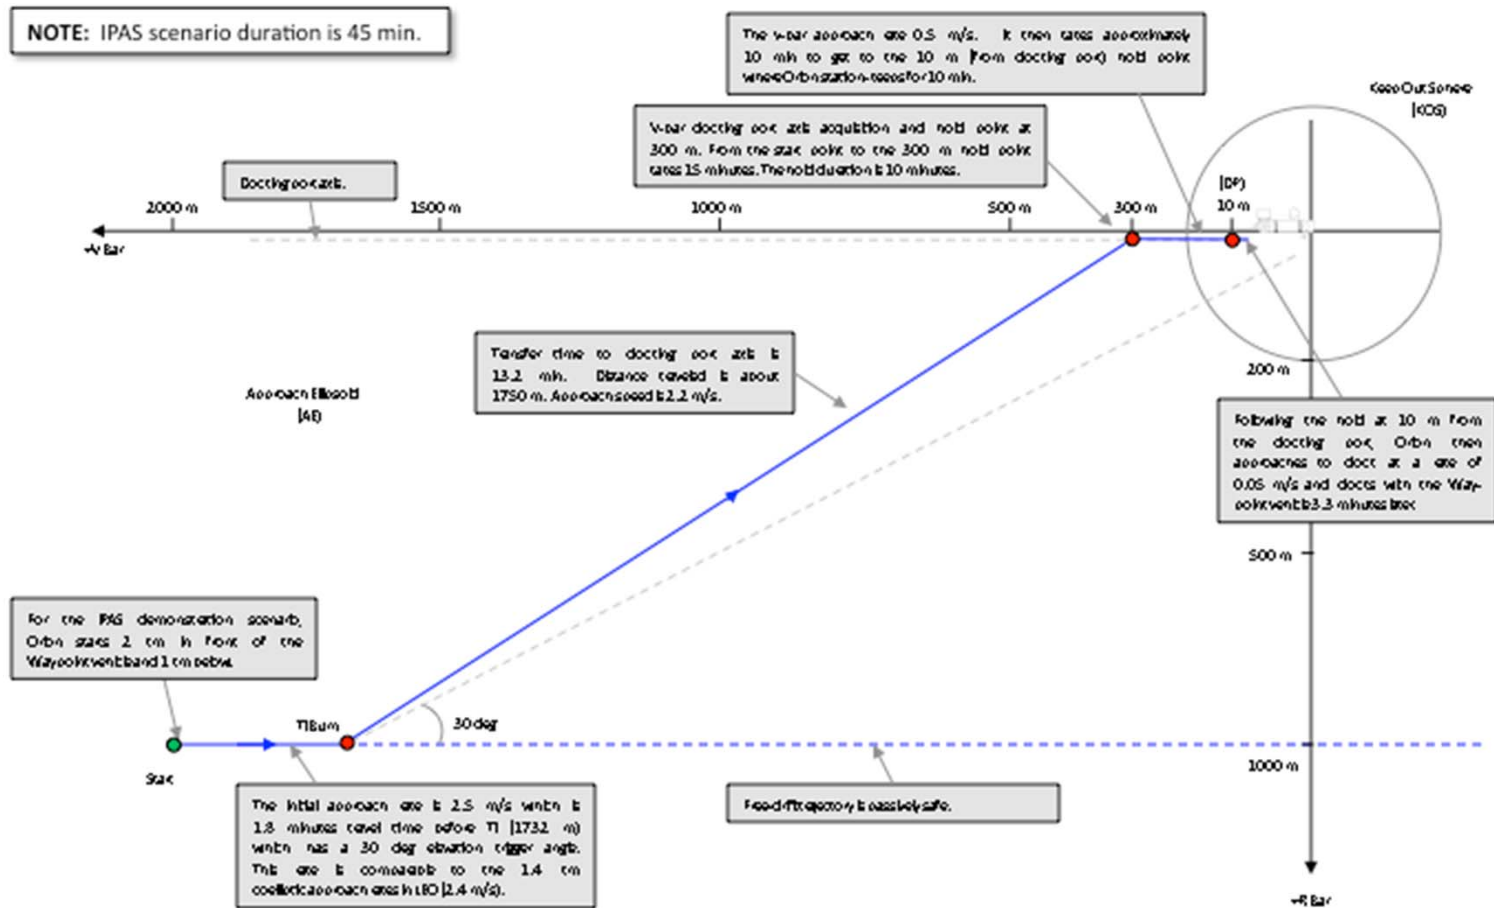 NOTE: IPAS scenario duration is 45 min.
The v-bar approach rate 0.5 m/s. It then takes approximately
10 min to get to the 10 m (from docking port) hold point
where Orion station-keeps for 10 min.
Keep Out Sphere
(KOS)
V-bar docking port axis acquisition and hold point at
300 m. From the start point to the 300 m hold point
takes 15 minutes. The hold duration is 10 minutes.
Docking port axis.
(DP)
2000 m
1500 m
1000 m
500 m
300 m
10 m
+V Bar
Transfer time to docking port axis is
13.2 min. Distance traveled is about
1750 m. Approach speed is 2.2 m/s.
200 m
Approach Ellipsoid
(AE)
Following the hold at 10 m from
the docking port, Orion then
approaches to dock at a rate of
0.05 m/s and docks with the Way-
point vehicle 3.3 minutes later.
500 m
For the IPAS demonstration scenario,
Orion starts 2 km in front of the
Waypoint vehicle and 1 km below.
TI Burn
30 deg
Start
1000 m
The initial approach rate is 2.5 m/s which is
1.8 minutes travel time before TI (1732 m)
which has a 30 deg elevation trigger angle.
This rate is comparable to the 1.4 km
coelliptic approach rates in LEO (2.4 m/s).
Free-drift trajectory is passively safe.
+R Bar